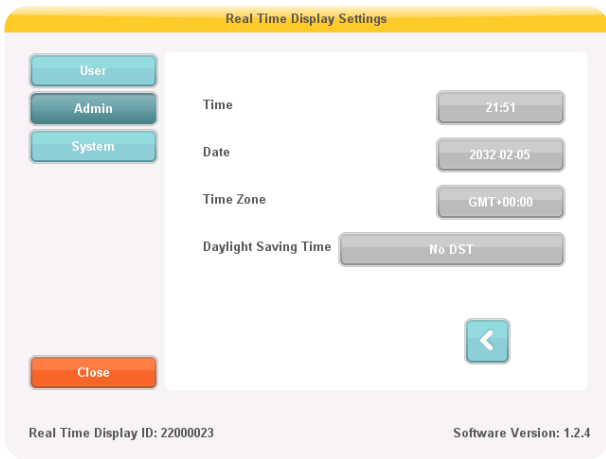 Real Time Display Settings
User
Admin
System
Time 21:51
Date 2032-02-05
Time Zone GMT+00:00
Daylight Saving Time No DST
Close
Real Time Display ID: 22000023 Software Version: 1.2.4